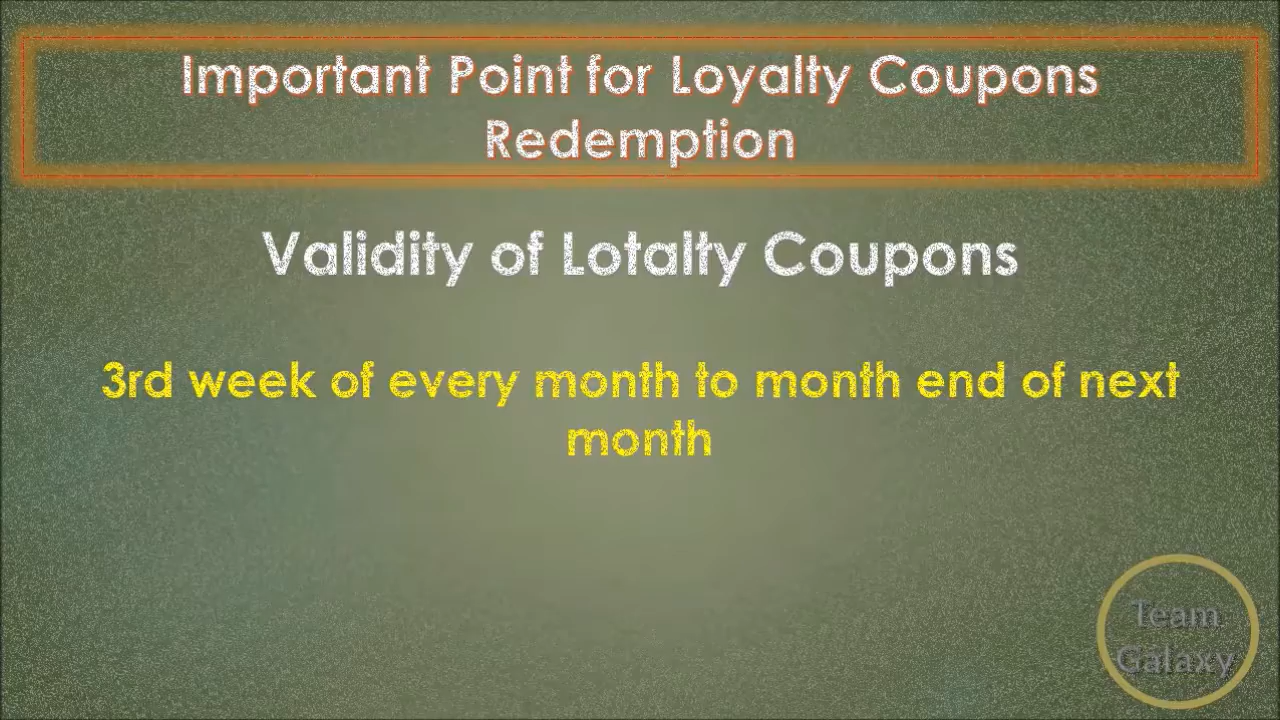 Important Point for Loyalty Coupons
Redemption
Validity of Lotalty Coupons
3rd week of every month to month end of next
month
Team
Galaxy